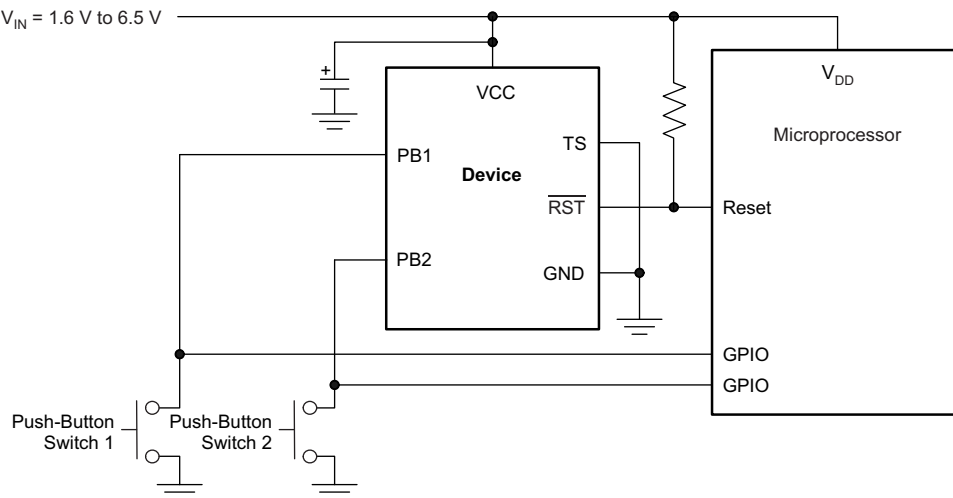 V_IN = 1.6 V to 6.5 V
+
VCC
V_DD
Microprocessor
PB1
TS
Device
RST
Reset
PB2
GND
GPIO
GPIO
Push-Button
Switch 1
Push-Button
Switch 2